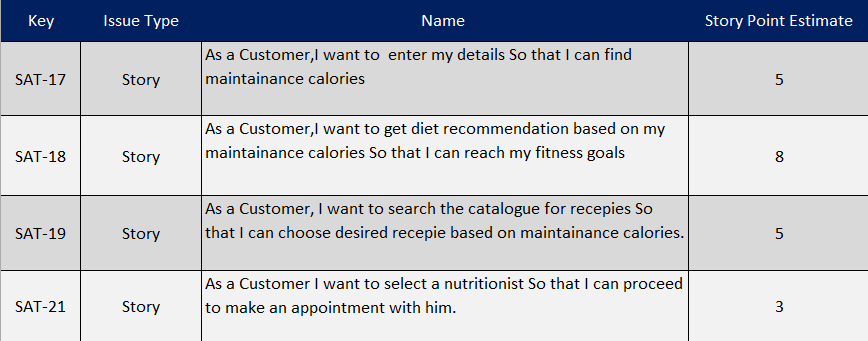 Key Issue Type Name Story Point Estimate
SAT-17 Story As a Customer,I want to  enter my details So that I can find
maintainance calories 5
SAT-18 Story As a Customer,I want to get diet recommendation based on my
maintainance calories So that I can reach my fitness goals 8
SAT-19 Story As a Customer, I want to search the catalogue for recepies So
that I can choose desired recepie based on maintainance calories. 5
SAT-21 Story As a Customer I want to select a nutritionist So that I can proceed
to make an appointment with him. 3